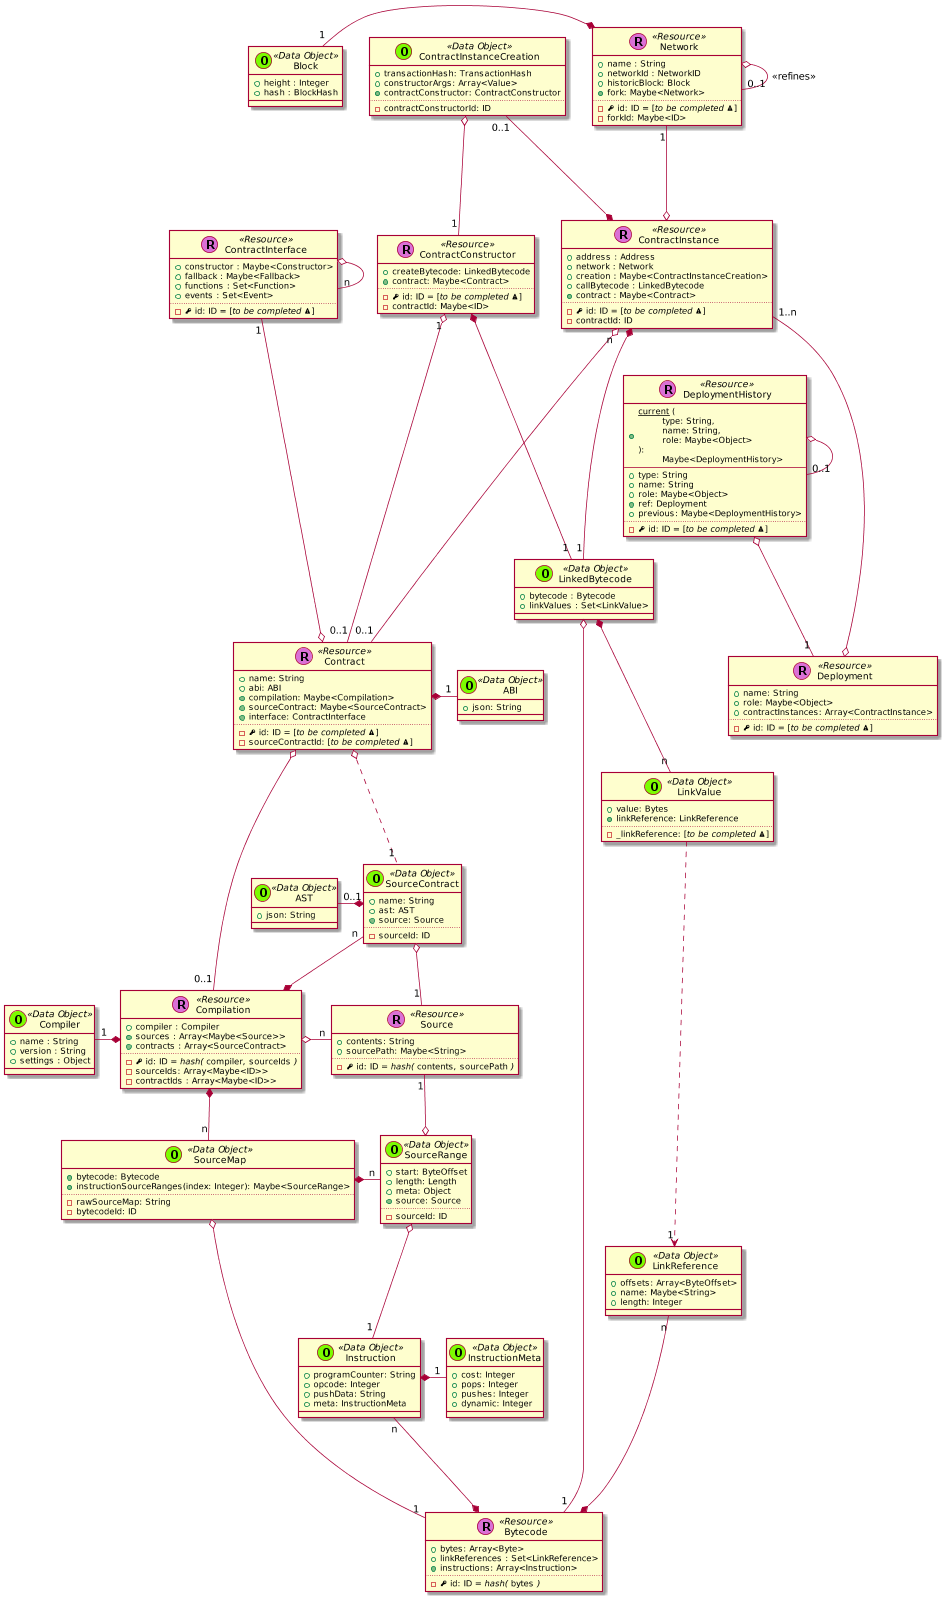 1
O «Data Object»
Block
height : Integer
hash : BlockHash
O «Data Object»
ContractInstanceCreation
transactionHash: TransactionHash
constructorArgs: Array<Value>
contractConstructor: ContractConstructor
contractConstructorId: ID
R «Resource»
Network
name : String
networkId : NetworkID
historicBlock: Block
fork: Maybe<Network>
id: ID = [to be completed ♟]
forkId: Maybe<ID>
«refines»
0..1
0..1
1
1
R «Resource»
ContractInterface
constructor : Maybe<Constructor>
fallback : Maybe<Fallback>
functions : Set<Function>
events : Set<Event>
id: ID = [to be completed ♟]
n
1
R «Resource»
ContractConstructor
createBytecode: LinkedBytecode
contract: Maybe<Contract>
id: ID = [to be completed ♟]
contractId: Maybe<ID>
1
R «Resource»
ContractInstance
address : Address
network : Network
creation : Maybe<ContractInstanceCreation>
callBytecode : LinkedBytecode
contract : Maybe<Contract>
id: ID = [to be completed ♟]
contractId: ID
1..n
n
R «Resource»
DeploymentHistory
current (
type: String,
name: String,
role: Maybe<Object>
):
Maybe<DeploymentHistory>
type: String
name: String
role: Maybe<Object>
ref: Deployment
previous: Maybe<DeploymentHistory>
id: ID = [to be completed ♟]
0..1
1 1
O «Data Object»
LinkedBytecode
bytecode : Bytecode
linkValues : Set<LinkValue>
0..1 0..1
1
R «Resource»
Contract
name: String
abi: ABI
compilation: Maybe<Compilation>
sourceContract: Maybe<SourceContract>
interface: ContractInterface
id: ID = [to be completed ♟]
sourceContractId: [to be completed ♟]
1
O «Data Object»
ABI
json: String
R «Resource»
Deployment
name: String
role: Maybe<Object>
contractInstances: Array<ContractInstance>
id: ID = [to be completed ♟]
n
O «Data Object»
LinkValue
value: Bytes
linkReference: LinkReference
_linkReference: [to be completed ♟]
1
O «Data Object»
AST
json: String
0..1
O «Data Object»
SourceContract
name: String
ast: AST
source: Source
sourceId: ID
n
0..1
1
O «Data Object»
Compiler
name : String
version : String
settings : Object
1
R «Resource»
Compilation
compiler : Compiler
sources : Array<Maybe<Source>>
contracts : Array<SourceContract>
id: ID = hash( compiler, sourceIds )
sourceIds: Array<Maybe<ID>>
contractIds : Array<Maybe<ID>>
n
R «Resource»
Source
contents: String
sourcePath: Maybe<String>
id: ID = hash( contents, sourcePath )
1
n
O «Data Object»
SourceMap
bytecode: Bytecode
instructionSourceRanges(index: Integer): Maybe<SourceRange>
rawSourceMap: String
bytecodeId: ID
n
O «Data Object»
SourceRange
start: ByteOffset
length: Length
meta: Object
source: Source
sourceId: ID
1
O «Data Object»
LinkReference
offsets: Array<ByteOffset>
name: Maybe<String>
length: Integer
n
1
O «Data Object»
Instruction
programCounter: String
opcode: Integer
pushData: String
meta: InstructionMeta
1
O «Data Object»
InstructionMeta
cost: Integer
pops: Integer
pushes: Integer
dynamic: Integer
n
1
1
R «Resource»
Bytecode
bytes: Array<Byte>
linkReferences : Set<LinkReference>
instructions: Array<Instruction>
id: ID = hash( bytes )